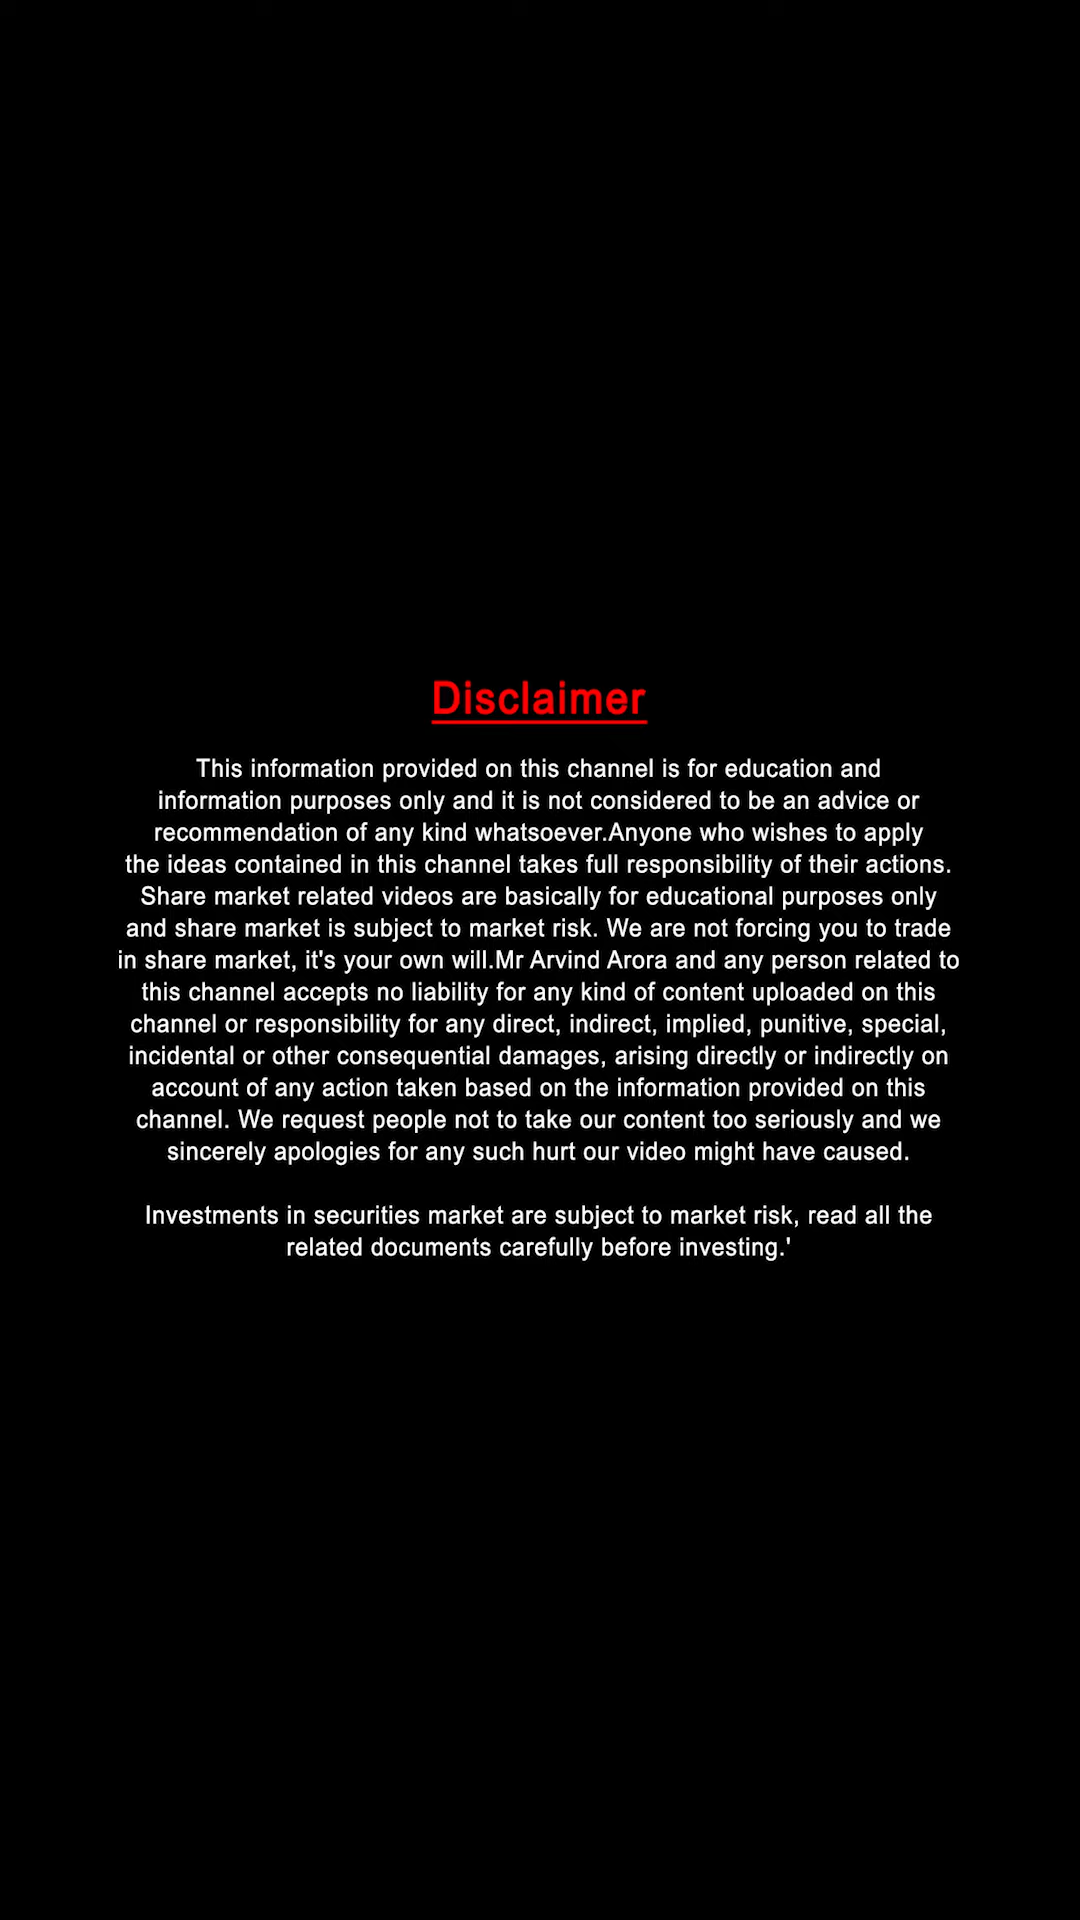 Disclaimer
This information provided on this channel is for education and
information purposes only and it is not considered to be an advice or
recommendation of any kind whatsoever.Anyone who wishes to apply
the ideas contained in this channel takes full responsibility of their actions.
Share market related videos are basically for educational purposes only
and share market is subject to market risk. We are not forcing you to trade
in share market, it's your own will.Mr Arvind Arora and any person related to
this channel accepts no liability for any kind of content uploaded on this
channel or responsibility for any direct, indirect, implied, punitive, special,
incidental or other consequential damages, arising directly or indirectly on
account of any action taken based on the information provided on this
channel. We request people not to take our content too seriously and we
sincerely apologies for any such hurt our video might have caused.
Investments in securities market are subject to market risk, read all the
related documents carefully before investing.'